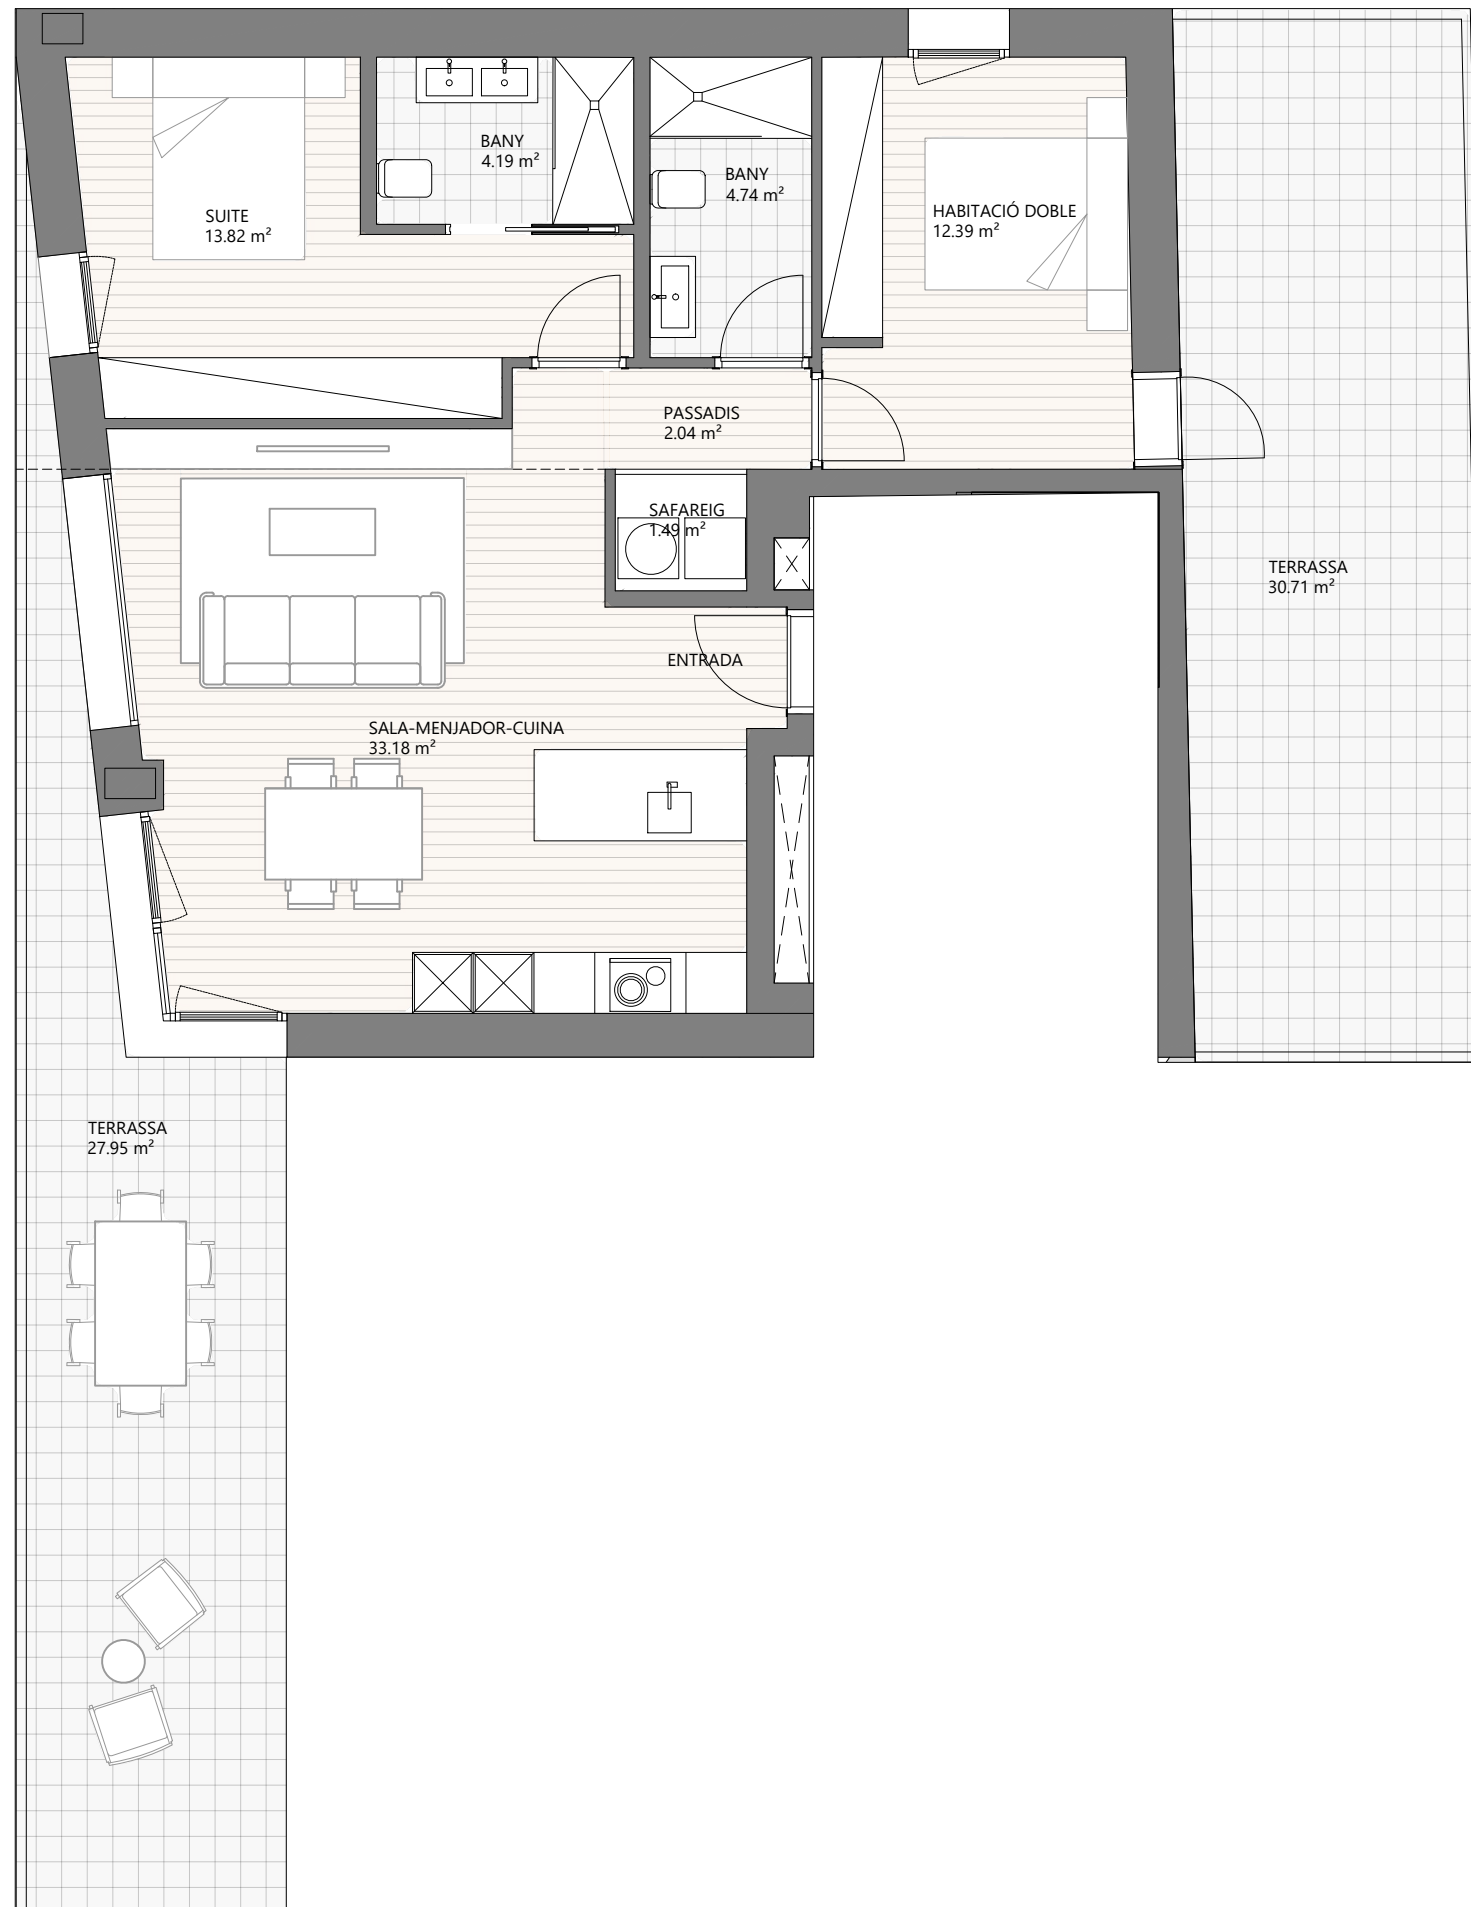 BANY
4.19 m²
BANY
4.74 m²
SUITE
13.82 m²
HABITACIÓ DOBLE
12.39 m²
PASSADIS
2.04 m²
SAFAREIG
1.49 m²
TERRASSA
30.71 m²
ENTRADA
SALA-MENJADOR-CUINA
33.18 m²
TERRASSA
27.95 m²